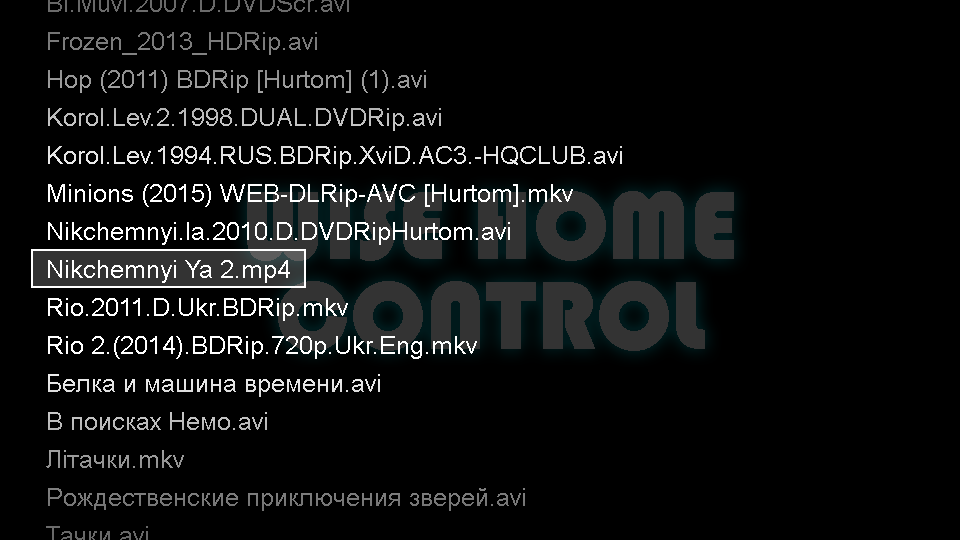 Bi.Muvi.2007.D.DVDScr.avi
Frozen_2013_HDRip.avi
Hop (2011) BDRip [Hurtom] (1).avi
Korol.Lev.2.1998.DUAL.DVDRip.avi
Korol.Lev.1994.RUS.BDRip.XviD.AC3.-HQCLUB.avi
Minions (2015) WEB-DLRip-AVC [Hurtom].mkv
Nikchemnyi.Ia.2010.D.DVDRipHurtom.avi
Nikchemnyi Ya 2.mp4
Rio.2011.D.Ukr.BDRip.mkv
Rio 2.(2014).BDRip.720p.Ukr.Eng.mkv
Белка и машина времени.avi
В поисках Немо.avi
Літачки.mkv
Рождественские приключения зверей.avi
Тачки.avi
WISE HOME
CONTROL